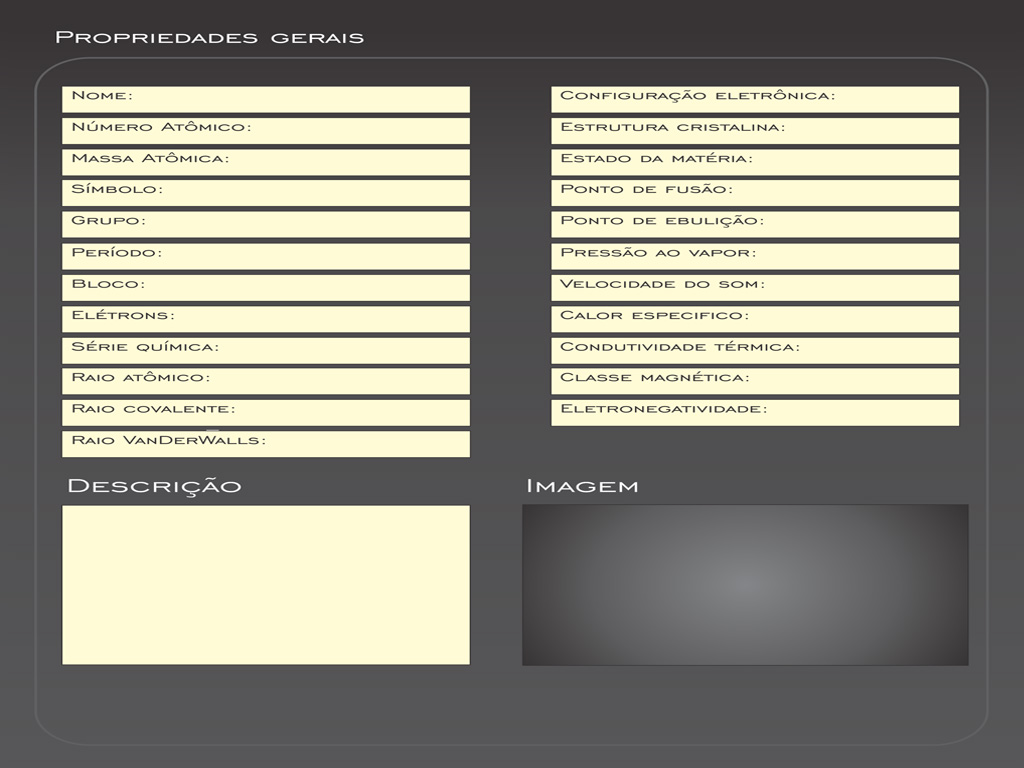 Propriedades gerais
Nome:
Número Atômico:
Massa Atômica:
Símbolo:
Grupo:
Período:
Bloco:
Elétrons:
Série química:
Raio atômico:
Raio covalente:
Raio VanDerWalls:
Configuração eletrônica:
Estrutura cristalina:
Estado da matéria:
Ponto de fusão:
Ponto de ebulição:
Pressão ao vapor:
Velocidade do som:
Calor especifico:
Condutividade térmica:
Classe magnética:
Eletronegatividade:
Descrição
Imagem